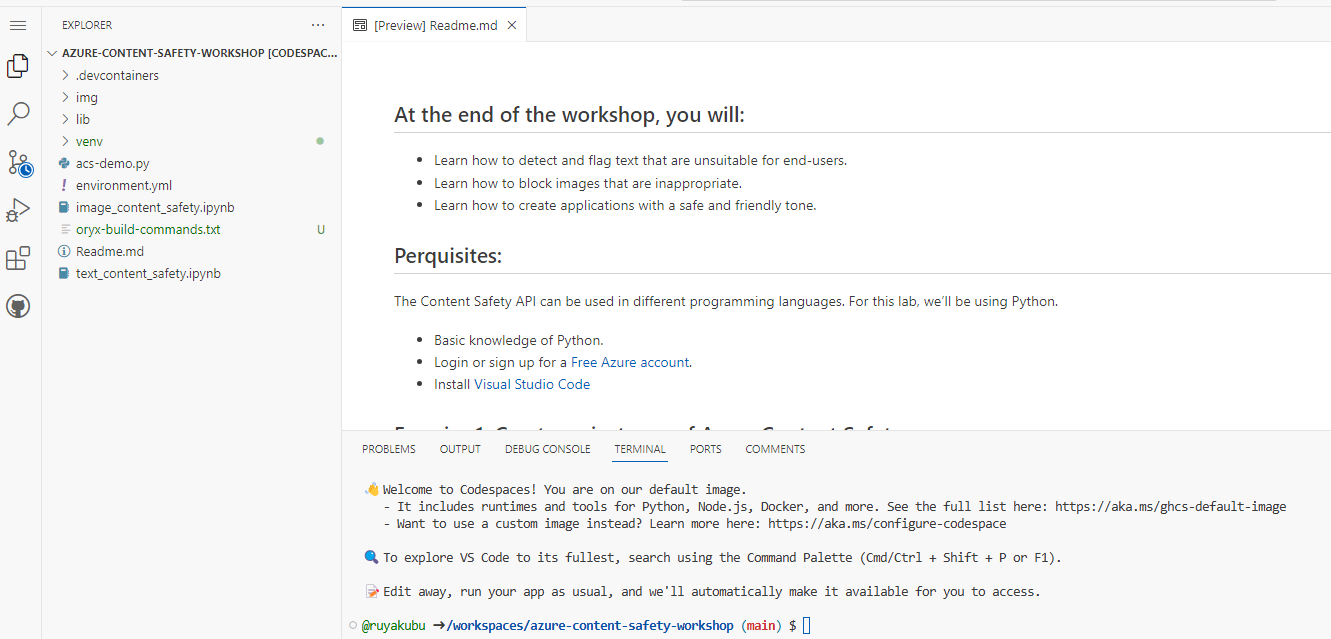 EXPLORER
[Preview] Readme.md
AZURE-CONTENT-SAFETY-WORKSHOP [CODESPAC...
.devcontainers
img
lib
venv
acs-demo.py
environment.yml
image_content_safety.ipynb
oryx-build-commands.txt U
Readme.md
text_content_safety.ipynb
At the end of the workshop, you will:
Learn how to detect and flag text that are unsuitable for end-users.
Learn how to block images that are inappropriate.
Learn how to create applications with a safe and friendly tone.
Perquisites:
The Content Safety API can be used in different programming languages. For this lab, we'll be using Python.
Basic knowledge of Python.
Login or sign up for a Free Azure account.
Install Visual Studio Code
PROBLEMS OUTPUT DEBUG CONSOLE TERMINAL PORTS COMMENTS
👋 Welcome to Codespaces! You are on our default image.
- It includes runtimes and tools for Python, Node.js, Docker, and more. See the full list here: https://aka.ms/ghcs-default-image
- Want to use a custom image instead? Learn more here: https://aka.ms/configure-codespace
🔍 To explore VS Code to its fullest, search using the Command Palette (Cmd/Ctrl + Shift + P or F1).
📝 Edit away, run your app as usual, and we'll automatically make it available for you to access.
@ruyakubu ➜/workspaces/azure-content-safety-workshop (main) $